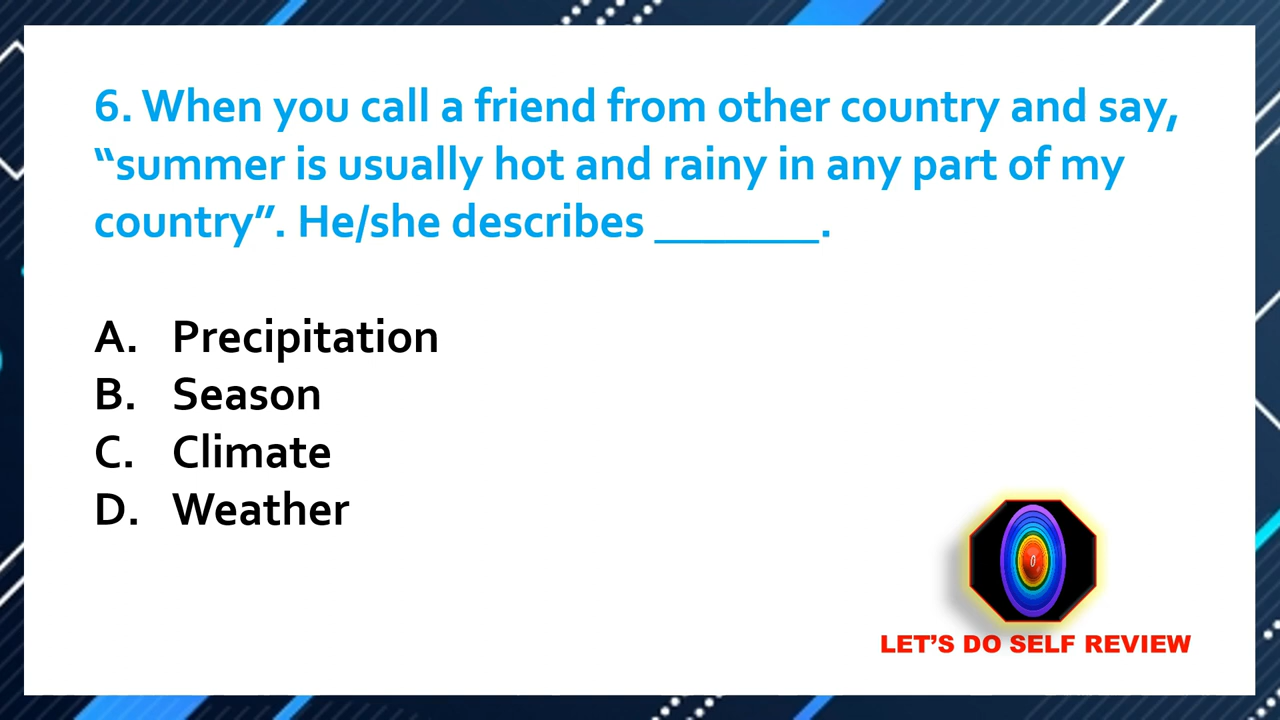 6. When you call a friend from other country and say,
“summer is usually hot and rainy in any part of my
country”. He/she describes _______.
A. Precipitation
B. Season
C. Climate
D. Weather
0
LET’S DO SELF REVIEW